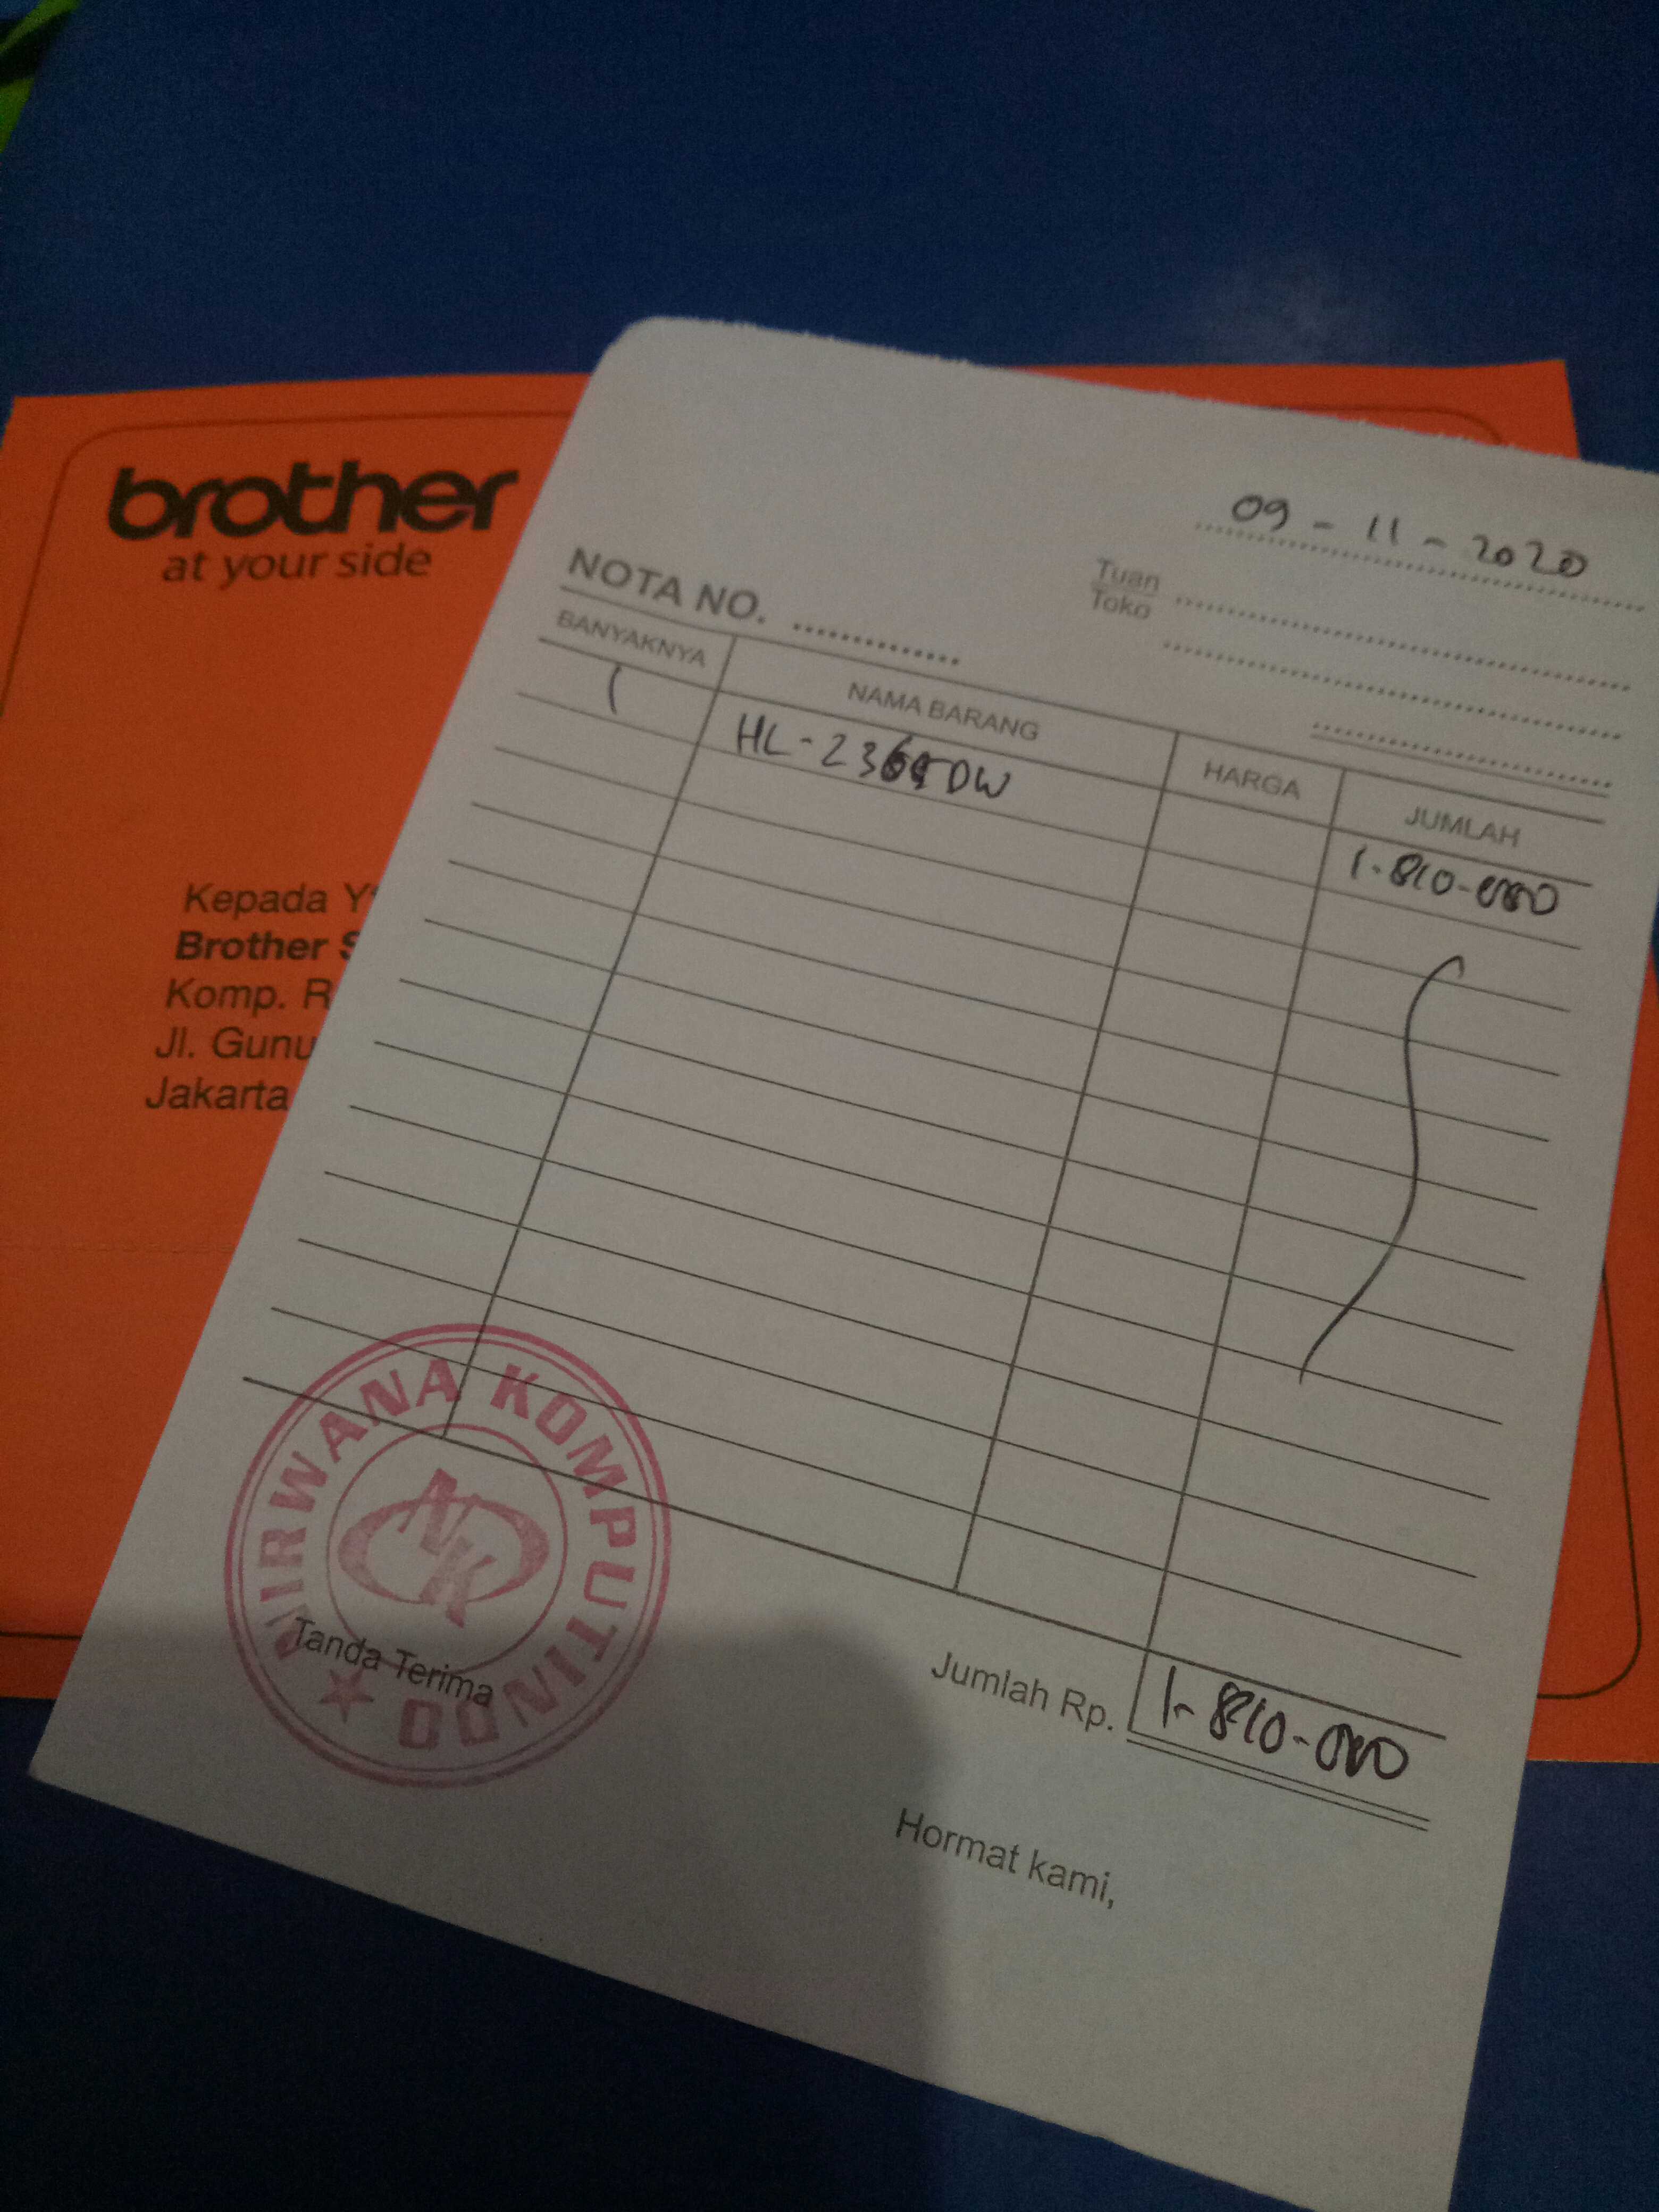 brother
at your side
Kepada Y
Brother S
Komp. R
Jl. Gunu
Jakarta
09 - 11 - 2020
Tuan
Toko
NOTA NO.
BANYAKNYA NAMA BARANG HARGA JUMLAH
1 HL-2365DW 1.810-000
Jumlah Rp. 1.810-000
NIRWANA KOMPUTINDO
NK
Tanda Terima
Hormat kami,